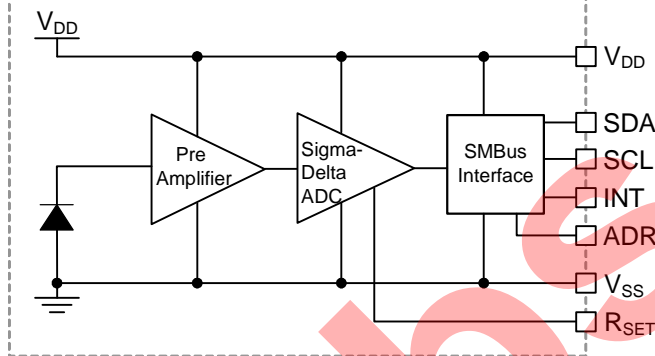 VDD
VDD
SDA
Pre
Amplifier
Sigma-
Delta
ADC
SMBus
Interface
SCL
INT
ADR
VSS
RSET